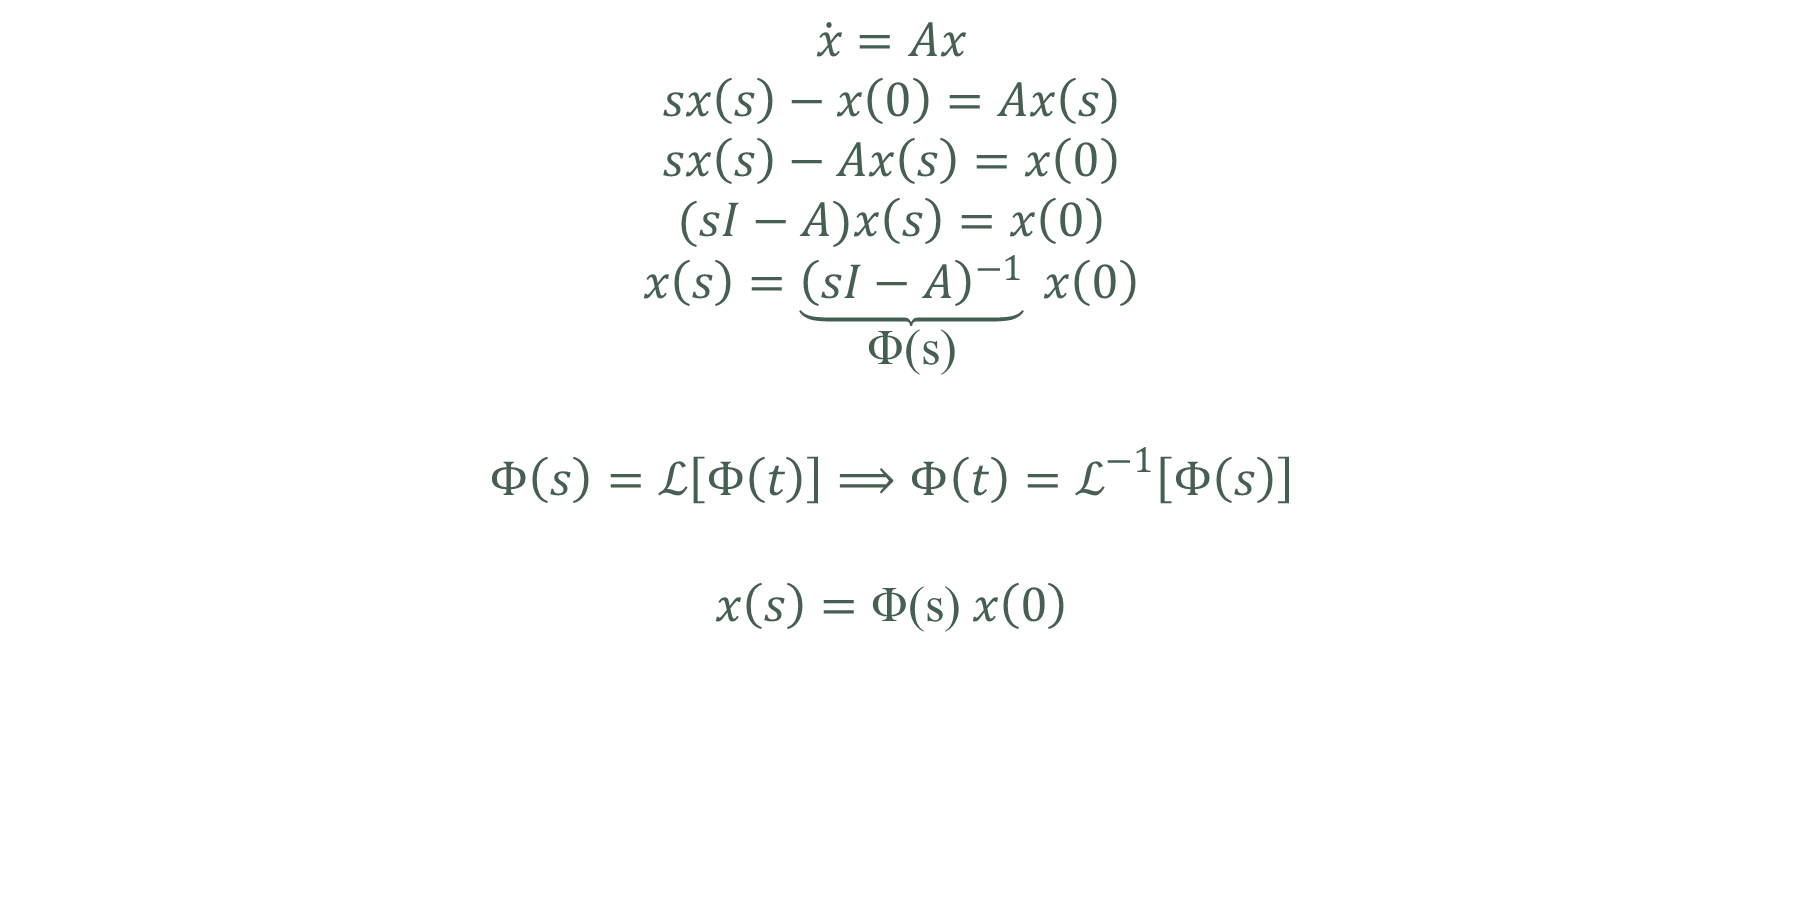 ẋ = Ax
sx(s) − x(0) = Ax(s)
sx(s) − Ax(s) = x(0)
(sI − A)x(s) = x(0)
x(s) = (sI − A)⁻¹ x(0)
Φ(s)
Φ(s) = ℒ[Φ(t)] ⟹ Φ(t) = ℒ⁻¹[Φ(s)]
x(s) = Φ(s) x(0)